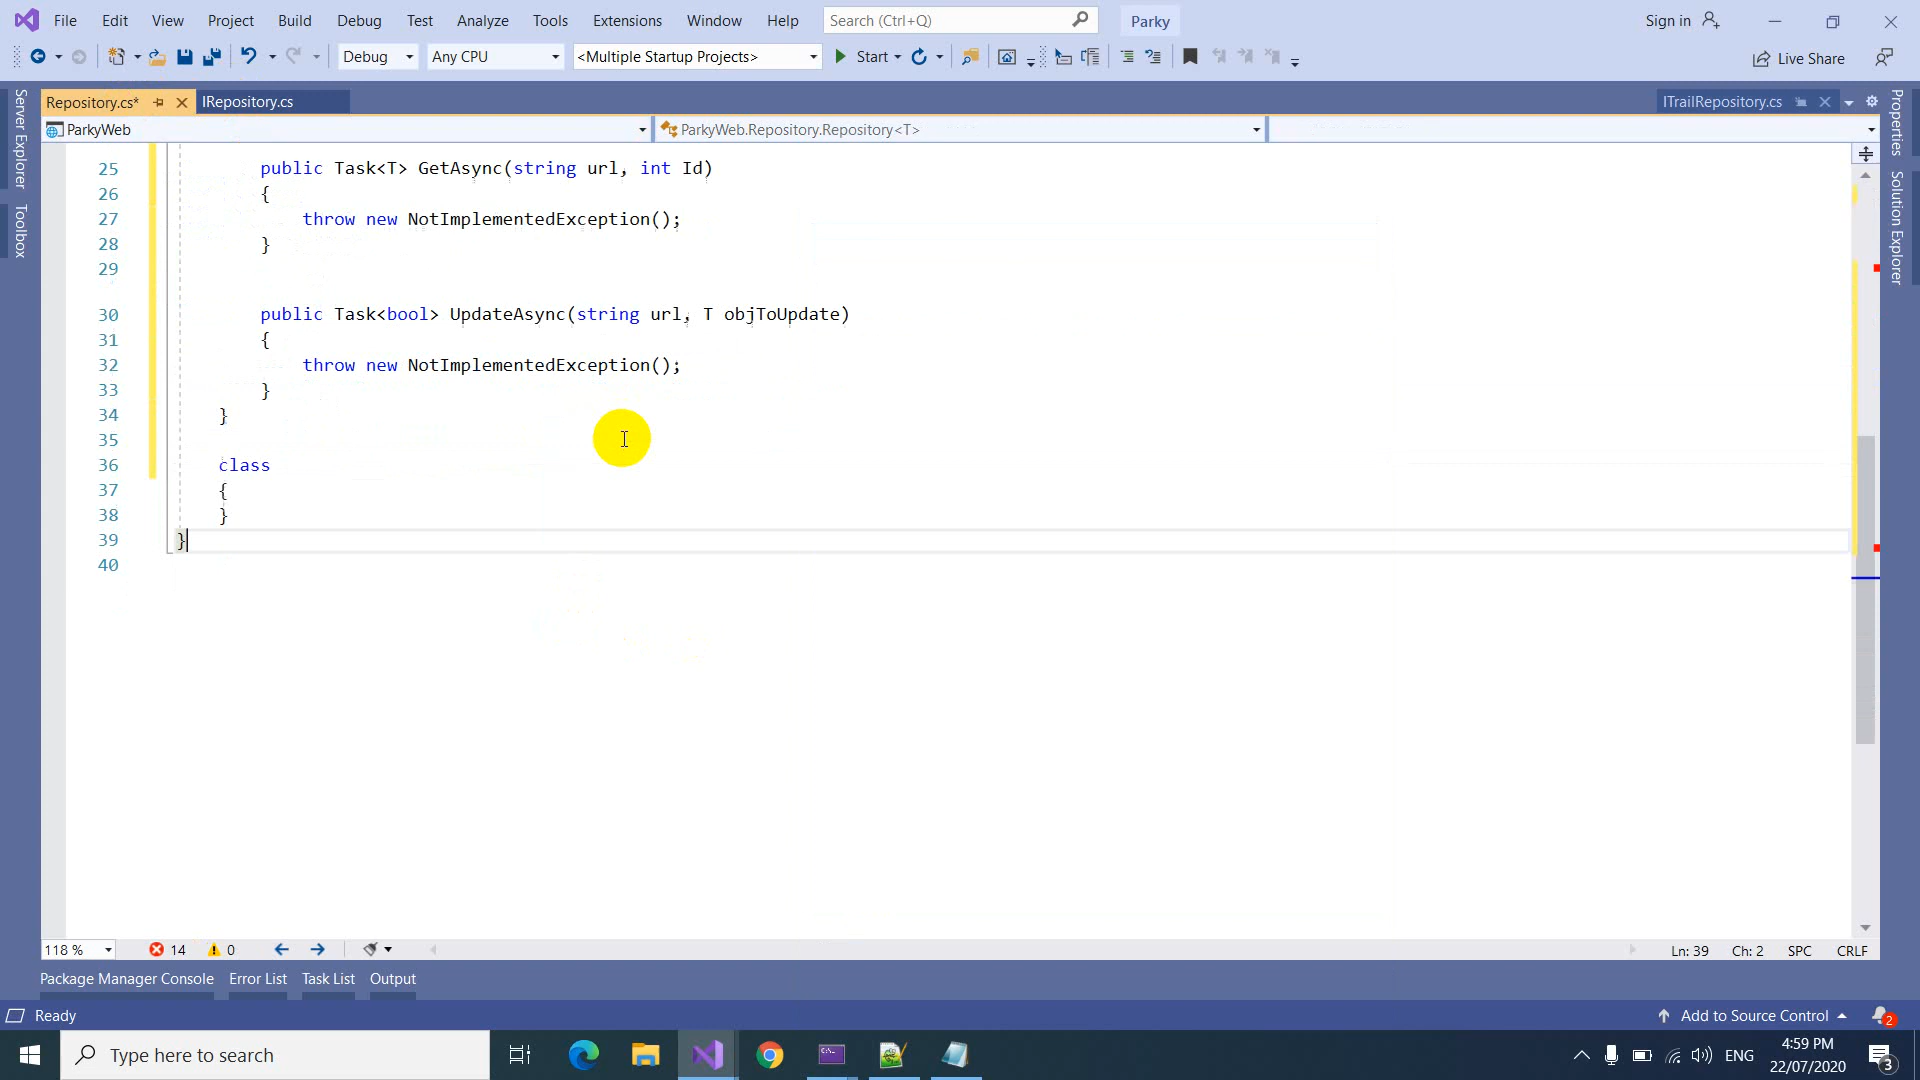 File Edit View Project Build Debug Test Analyze Tools Extensions Window Help Search (Ctrl+Q) Parky Sign in
Debug Any CPU <Multiple Startup Projects> Start Live Share
Repository.cs* IRepository.cs ITrailRepository.cs
ParkyWeb ParkyWeb.Repository.Repository<T>
Server Explorer
Toolbox
Properties
Solution Explorer
25 public Task<T> GetAsync(string url, int Id)
26 {
27 throw new NotImplementedException();
28 }
29
30 public Task<bool> UpdateAsync(string url, T objToUpdate)
31 {
32 throw new NotImplementedException();
33 }
34 }
35
36 class
37 {
38 }
39 }
40
118 % 14 0 Ln: 39 Ch: 2 SPC CRLF
Package Manager Console Error List Task List Output
Ready Add to Source Control 2
Type here to search ENG 4:59 PM
22/07/2020 3